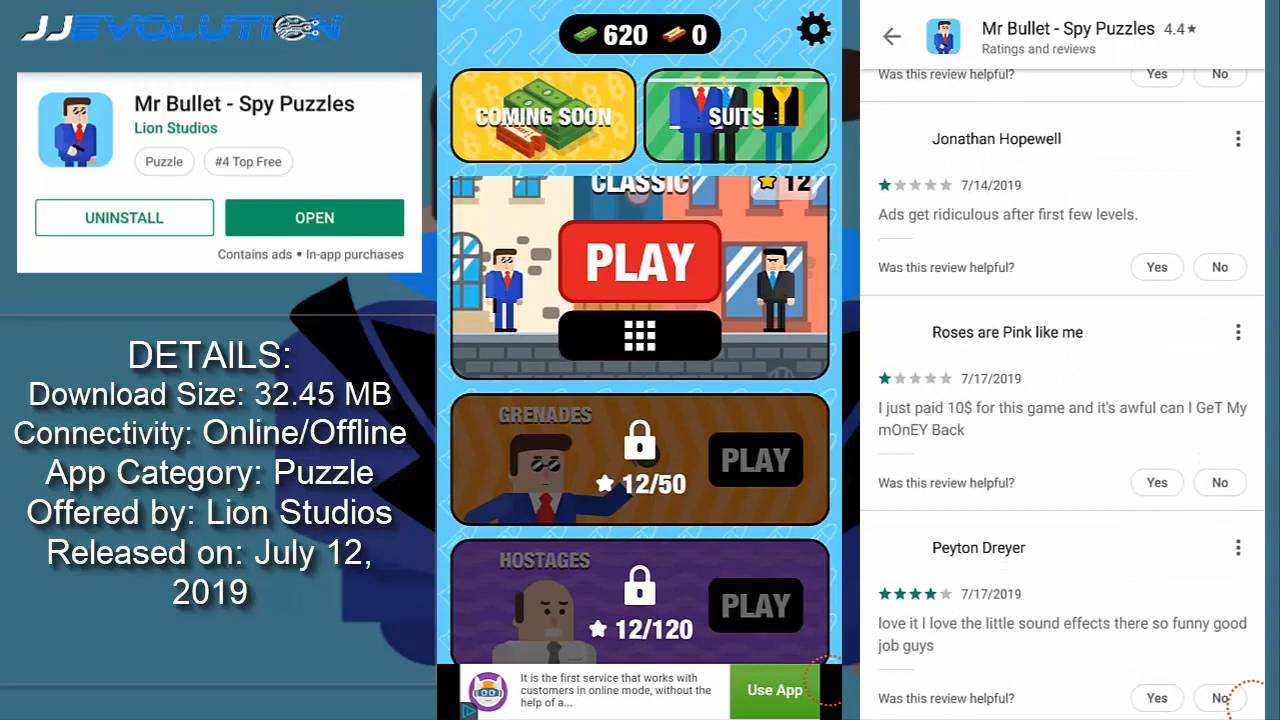 JJEVOLUTION
Mr Bullet - Spy Puzzles
Lion Studios
Puzzle
#4 Top Free
UNINSTALL
OPEN
Contains ads • In-app purchases
DETAILS:
Download Size: 32.45 MB
Connectivity: Online/Offline
App Category: Puzzle
Offered by: Lion Studios
Released on: July 12,
2019
620
0
COMING SOON
SUITS
CLASSIC
12
PLAY
GRENADES
12/50
PLAY
HOSTAGES
12/120
PLAY
It is the first service that works with
customers in online mode, without the
help of a...
Use App
Mr Bullet - Spy Puzzles 4.4★
Ratings and reviews
Was this review helpful? Yes No
Jonathan Hopewell
7/14/2019
Ads get ridiculous after first few levels.
Was this review helpful? Yes No
Roses are Pink like me
7/17/2019
I just paid 10$ for this game and it's awful can I GeT My
mOnEY Back
Was this review helpful? Yes No
Peyton Dreyer
7/17/2019
love it I love the little sound effects there so funny good
job guys
Was this review helpful? Yes No